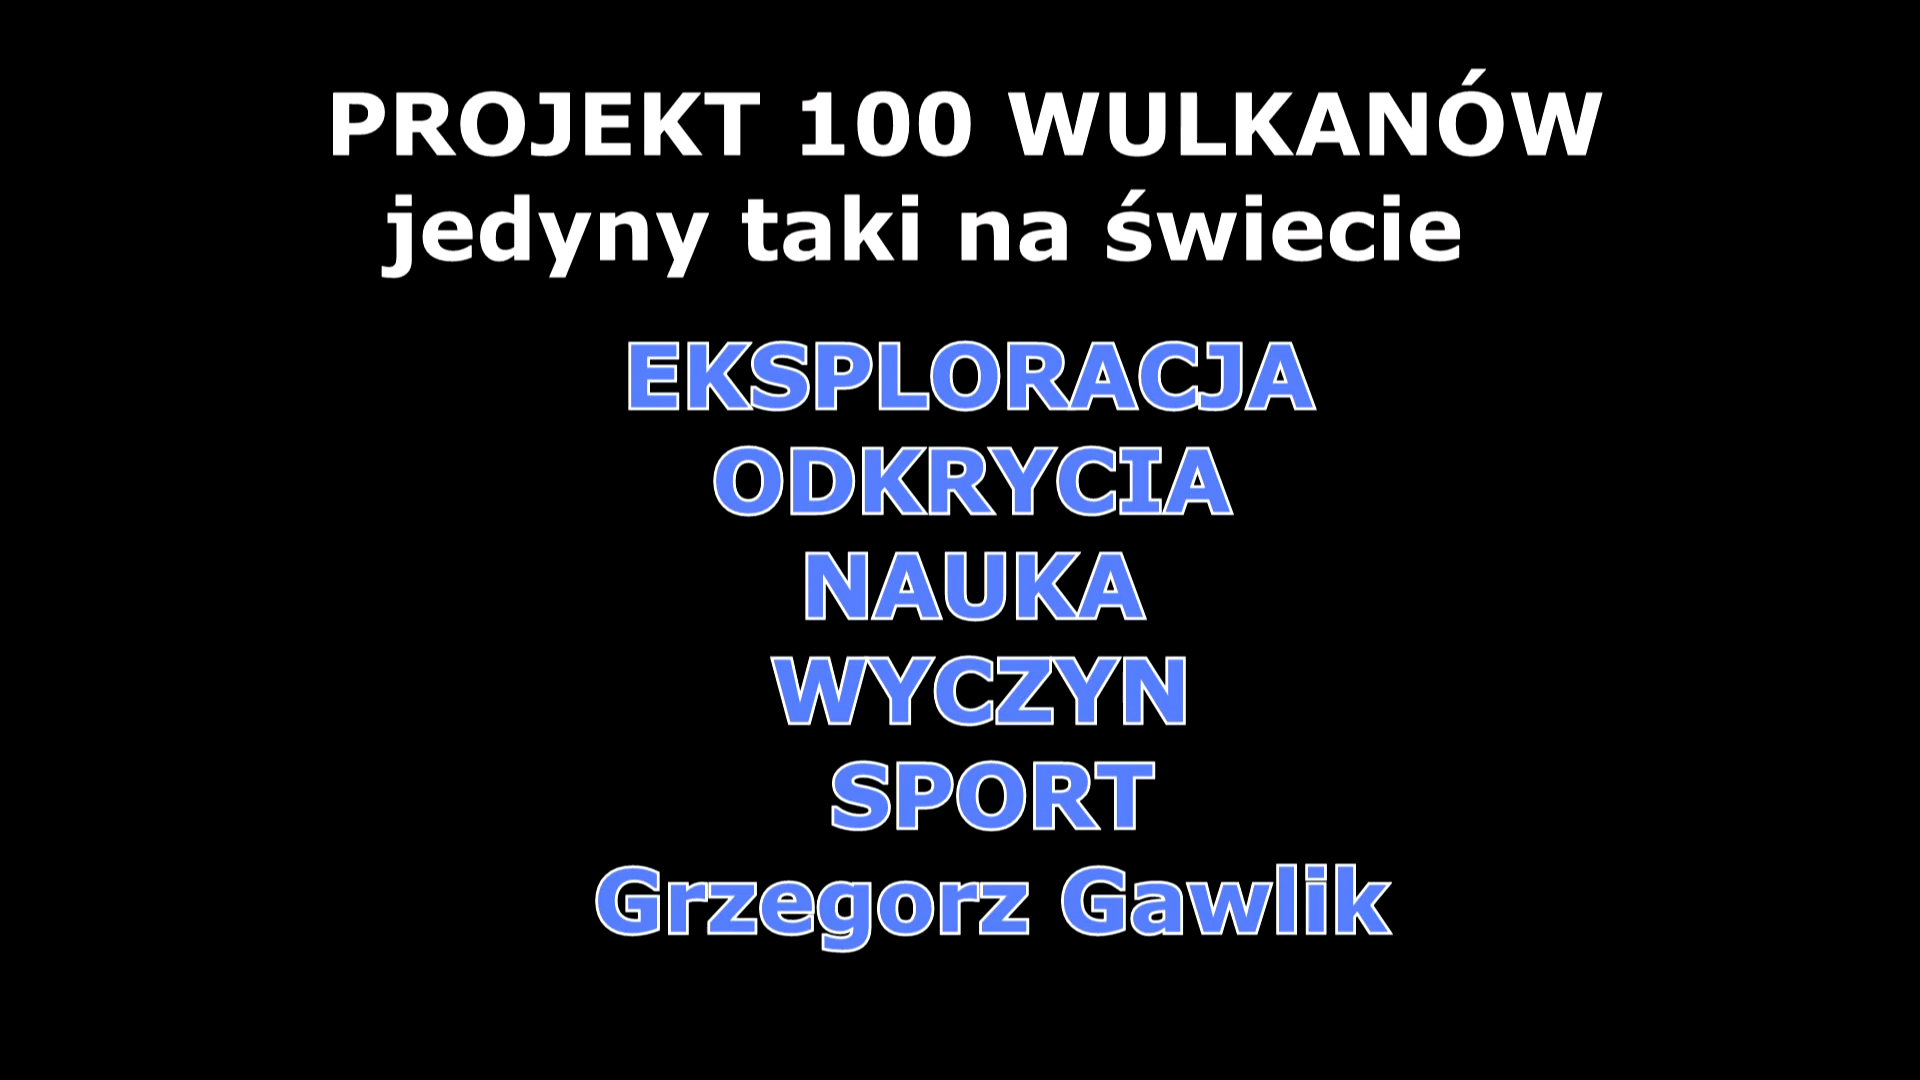 PROJEKT 100 WULKANÓW
jedyny taki na świecie
EKSPLORACJA
ODKRYCIA
NAUKA
WYCZYN
SPORT
Grzegorz Gawlik